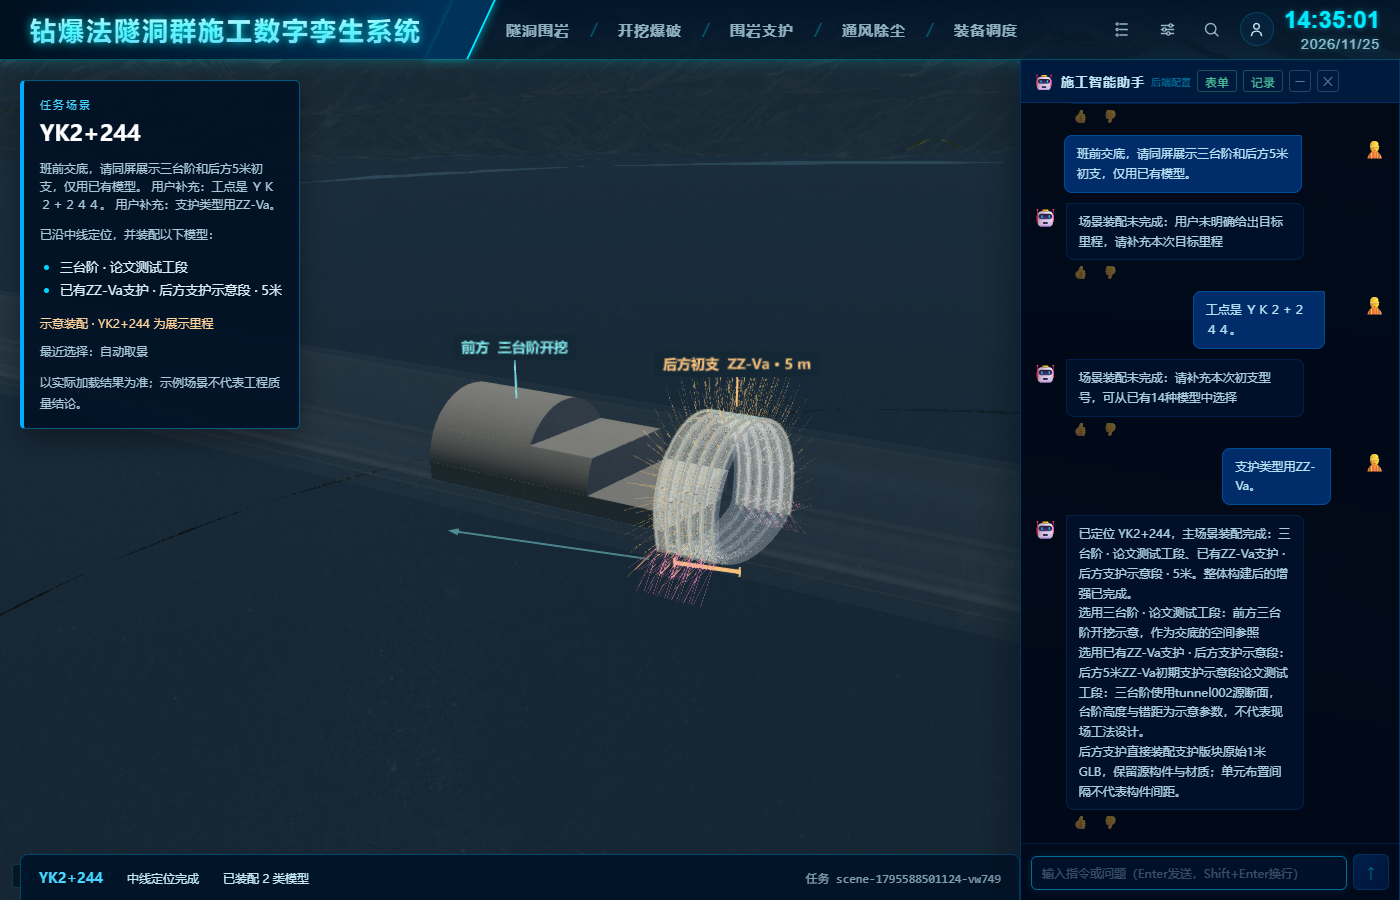 钻爆法隧洞群施工数字孪生系统
隧洞围岩 / 开挖爆破 / 围岩支护 / 通风除尘 / 装备调度
14:35:01
2026/11/25
任务场景
YK2+244
班前交底，请同屏展示三台阶和后方5米初
支，仅用已有模型。 用户补充：工点是 ＹＫ
２＋２４４。 用户补充：支护类型用ZZ-Va。
已沿中线定位，并装配以下模型：
三台阶 · 论文测试工段
已有ZZ-Va支护 · 后方支护示意段 · 5米
示意装配 · YK2+244 为展示里程
最近选择：自动取景
以实际加载结果为准；示例场景不代表工程质
量结论。
前方 三台阶开挖
后方初支 ZZ-Va • 5 m
YK2+244 中线定位完成 已装配 2 类模型
任务 scene-1795588501124-vw749
施工智能助手 后端配置 表单 记录
班前交底，请同屏展示三台阶和后方5米
初支，仅用已有模型。
场景装配未完成：用户未明确给出目标
里程，请补充本次目标里程
工点是 ＹＫ２＋２
４４。
场景装配未完成：请补充本次初支型
号，可从已有14种模型中选择
支护类型用ZZ-
Va。
已定位 YK2+244，主场景装配完成：三
台阶 · 论文测试工段、已有ZZ-Va支护 ·
后方支护示意段 · 5米。整体构建后的增
强已完成。
选用三台阶 · 论文测试工段：前方三台
阶开挖示意，作为交底的空间参照
选用已有ZZ-Va支护 · 后方支护示意段：
后方5米ZZ-Va初期支护示意段论文测试
工段：三台阶使用tunnel002源断面，
台阶高度与错距为示意参数，不代表现
场工法设计。
后方支护直接装配支护版块原始1米
GLB，保留源构件与材质；单元布置间
隔不代表构件间距。
输入指令或问题（Enter发送，Shift+Enter换行）